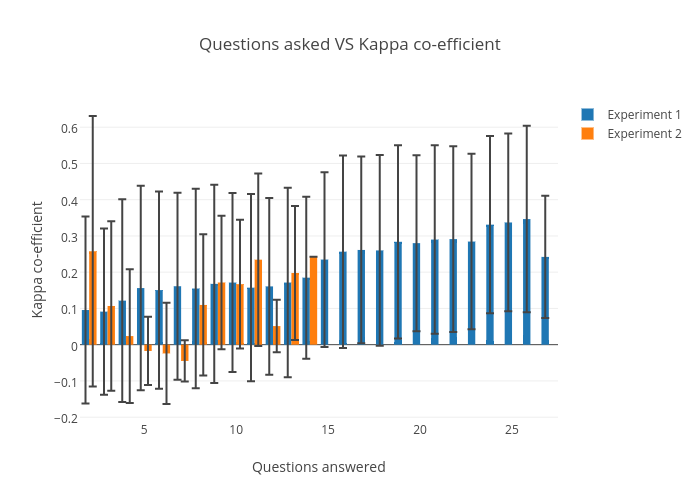 Questions asked VS Kappa co-efficient
Experiment 1
Experiment 2
Kappa co-efficient
0.6
0.5
0.4
0.3
0.2
0.1
0
−0.1
−0.2
5 10 15 20 25
Questions answered